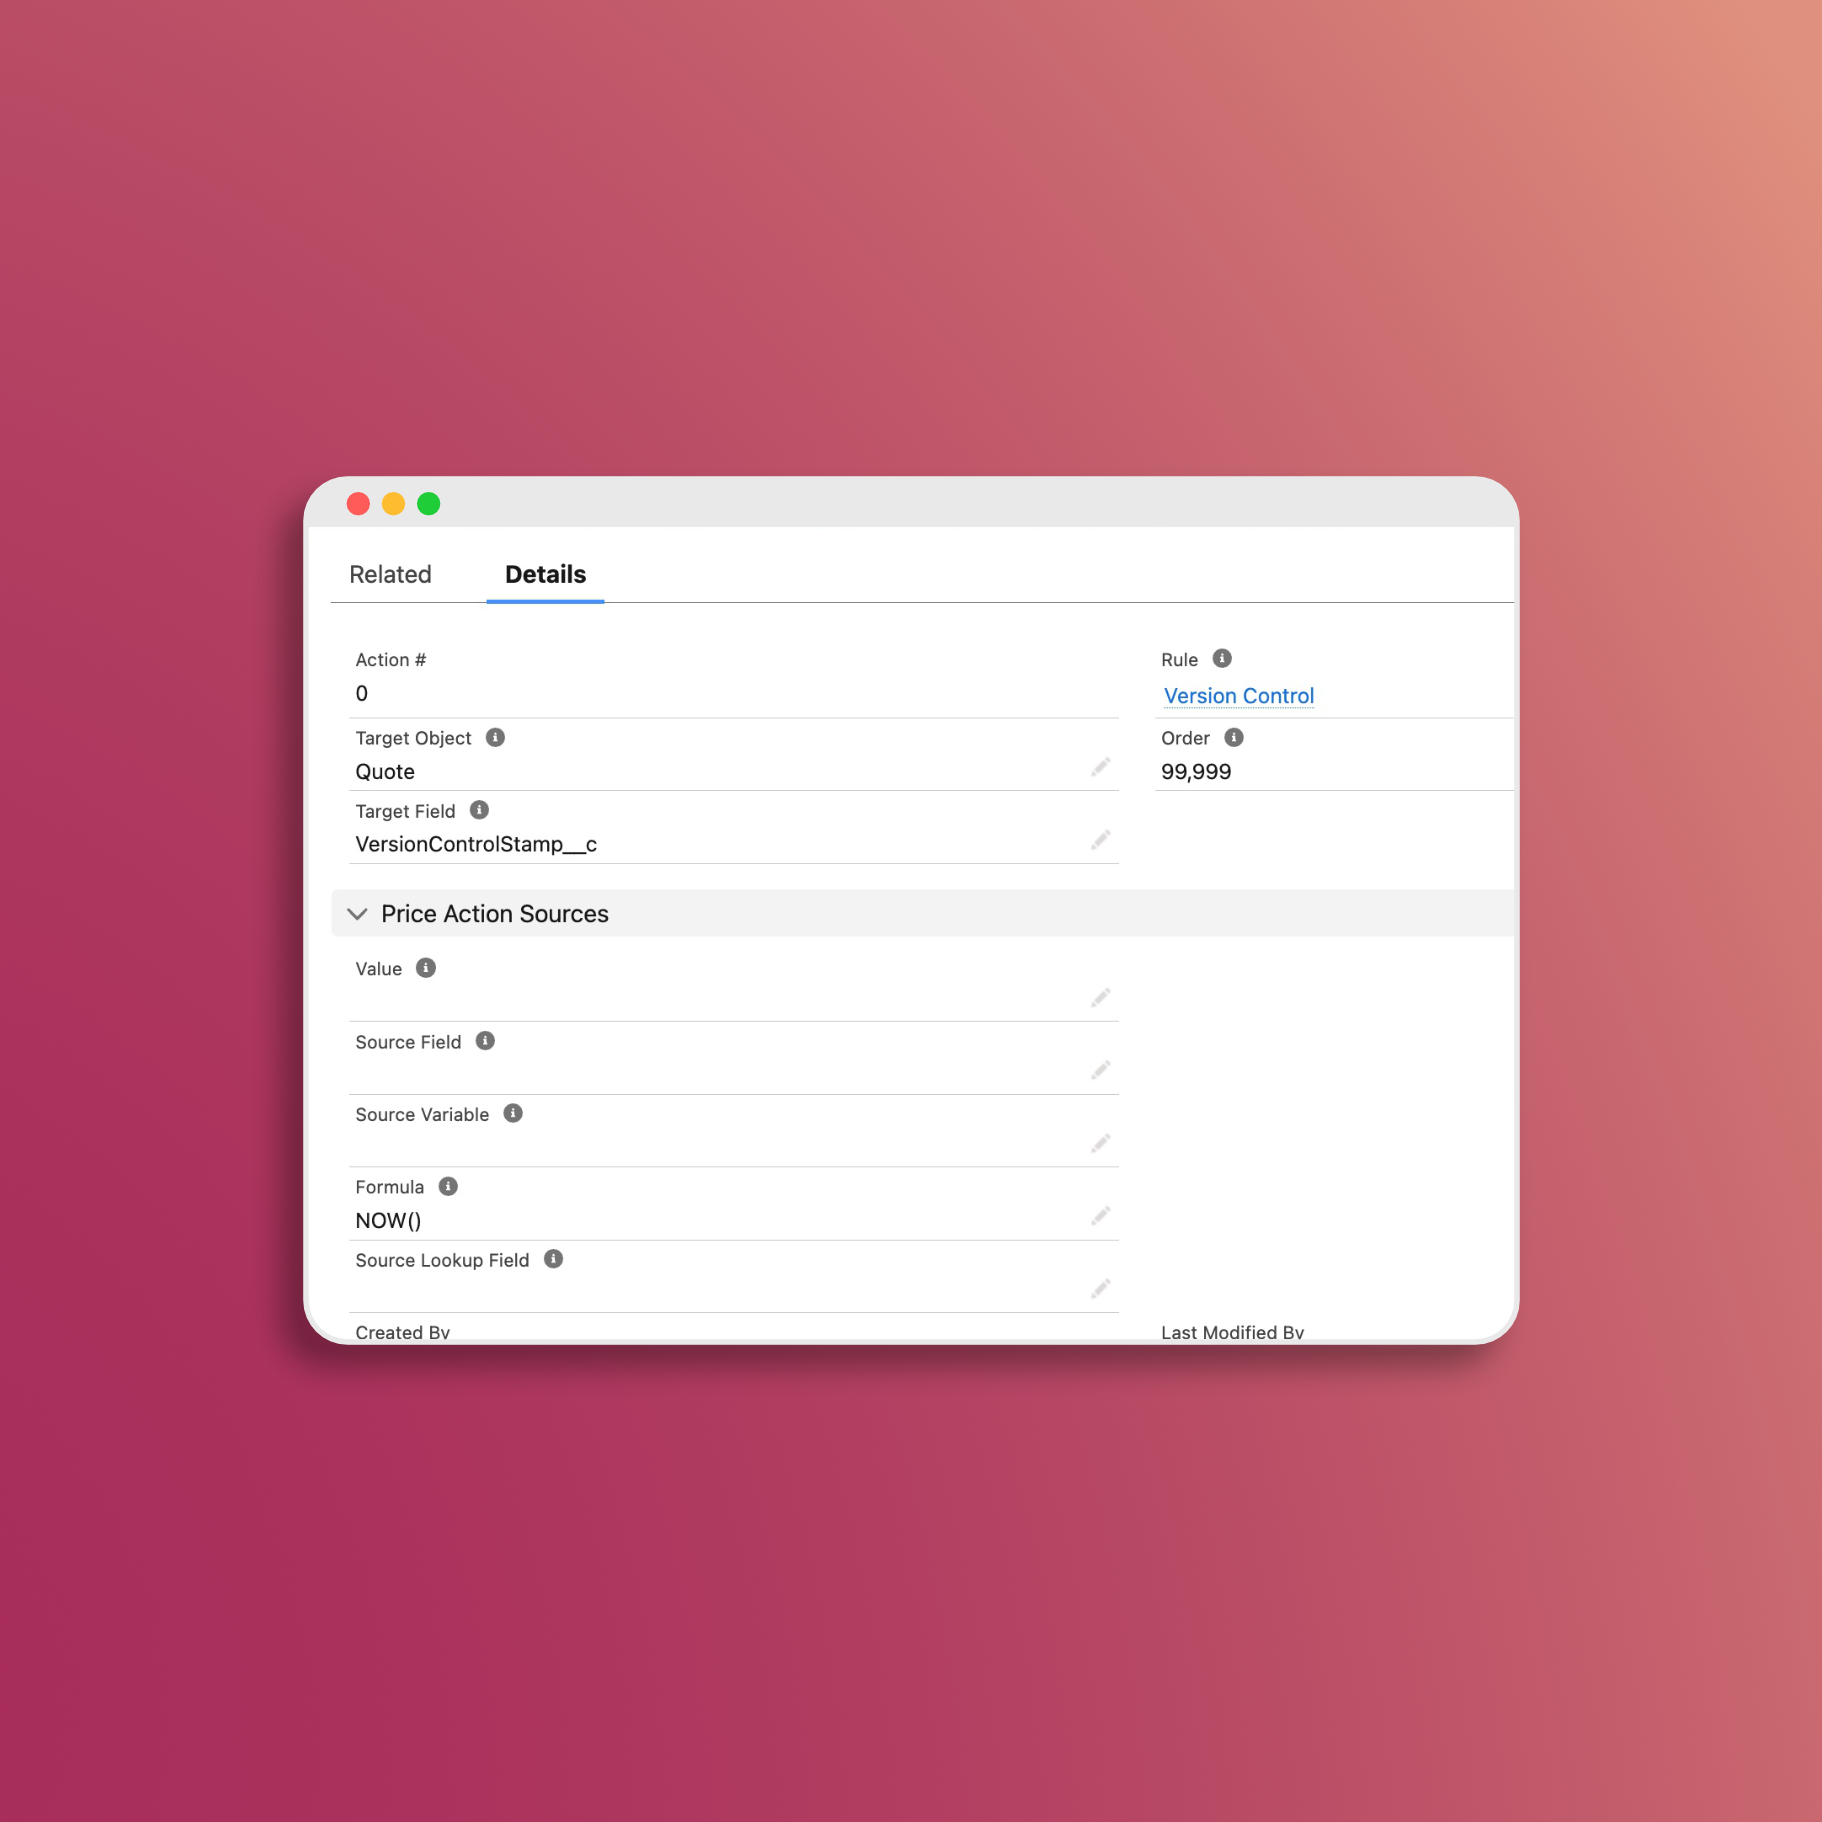 Related Details
Action #
0
Rule
Version Control
Target Object
Quote
Order
99,999
Target Field
VersionControlStamp__c
Price Action Sources
Value
Source Field
Source Variable
Formula
NOW()
Source Lookup Field
Created By
Last Modified By